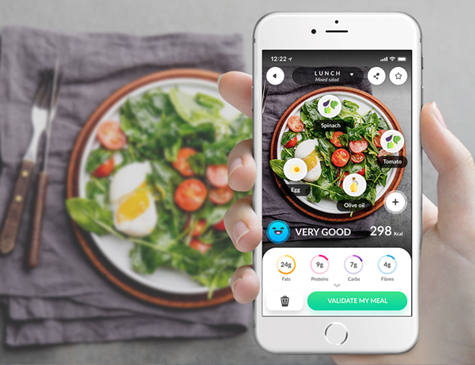 12:22
LUNCH
Mixed salad
Spinach
Tomato
Egg
Olive oil
VERY GOOD 298 Kcal
24g 9g 7g 4g
Fats Proteins Carbs Fibres
VALIDATE MY MEAL